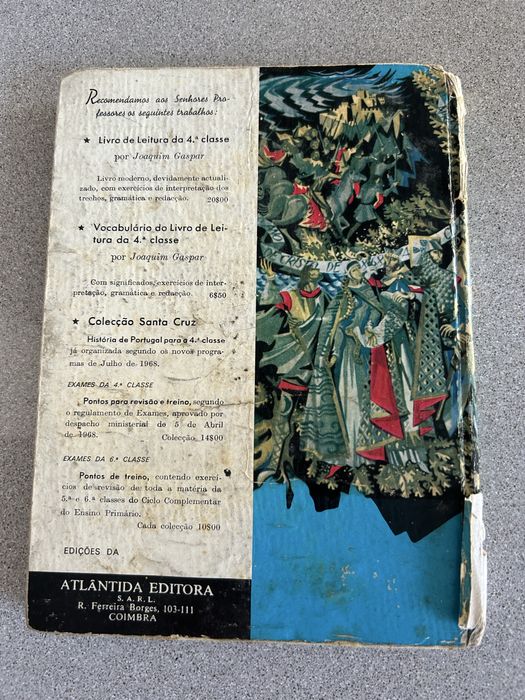 Recomendamos aos Senhores Pro-
fessores os seguintes trabalhos:
★ Livro de Leitura da 4.ª classe
por Joaquim Gaspar
Livro moderno, devidamente actuali-
zado, com exercícios de interpretação dos
trechos, gramática e redacção. 20$00
★ Vocabulário do Livro de Lei-
tura da 4.ª classe
por Joaquim Gaspar
Com significados, exercícios de inter-
pretação, gramática e redacção. 6$50
★ Colecção Santa Cruz
História de Portugal para a 4.ª classe
já organizada segundo os novos progra-
mas de Julho de 1968.
EXAMES DA 4.ª CLASSE
Pontos para revisão e treino, segundo
o regulamento de Exames, aprovado por
despacho ministerial de 5 de Abril
de 1968. Colecção 14$00
EXAMES DA 6.ª CLASSE
Pontos de treino, contendo exercí-
cios de revisão de toda a matéria da
5.ª e 6.ª classes do Ciclo Complementar
do Ensino Primário.
Cada colecção 10$00
EDIÇÕES DA
ATLÂNTIDA EDITORA
S. A. R. L.
R. Ferreira Borges, 103-111
COIMBRA